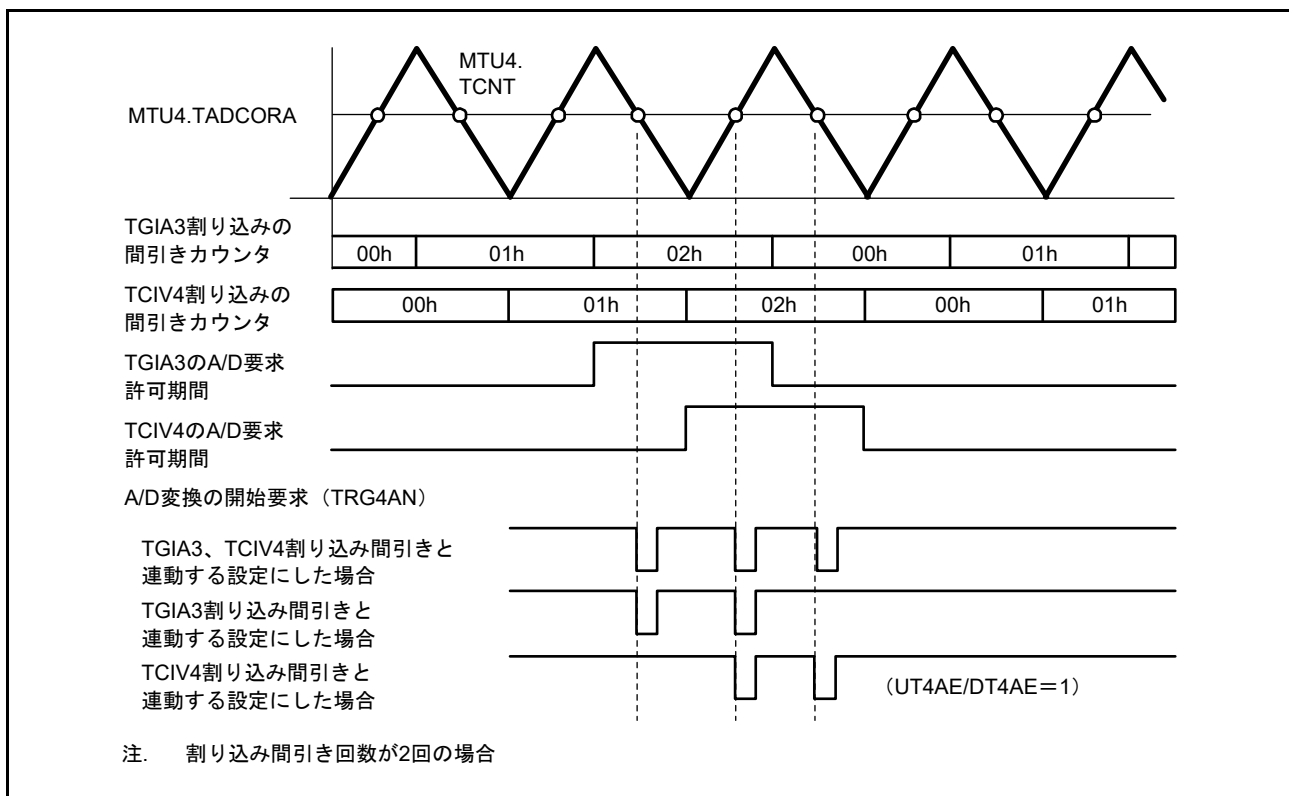 MTU4.
TCNT
MTU4.TADCORA
TGIA3割り込みの
間引きカウンタ
00h
01h
02h
00h
01h
TCIV4割り込みの
間引きカウンタ
00h
01h
02h
00h
01h
TGIA3のA/D要求
許可期間
TCIV4のA/D要求
許可期間
A/D変換の開始要求（TRG4AN）
TGIA3、TCIV4割り込み間引きと
連動する設定にした場合
TGIA3割り込み間引きと
連動する設定にした場合
TCIV4割り込み間引きと
連動する設定にした場合
（UT4AE/DT4AE＝1）
注. 割り込み間引き回数が2回の場合